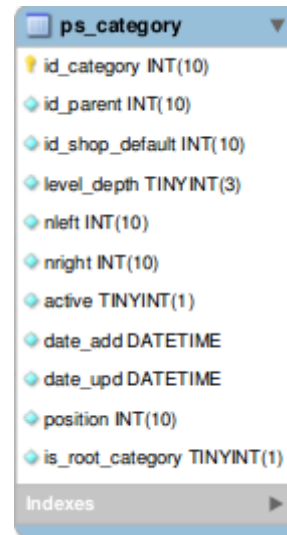 ps_category
id_category INT(10)
id_parent INT(10)
id_shop_default INT(10)
level_depth TINYINT(3)
nleft INT(10)
nright INT(10)
active TINYINT(1)
date_add DATETIME
date_upd DATETIME
position INT(10)
is_root_category TINYINT(1)
Indexes